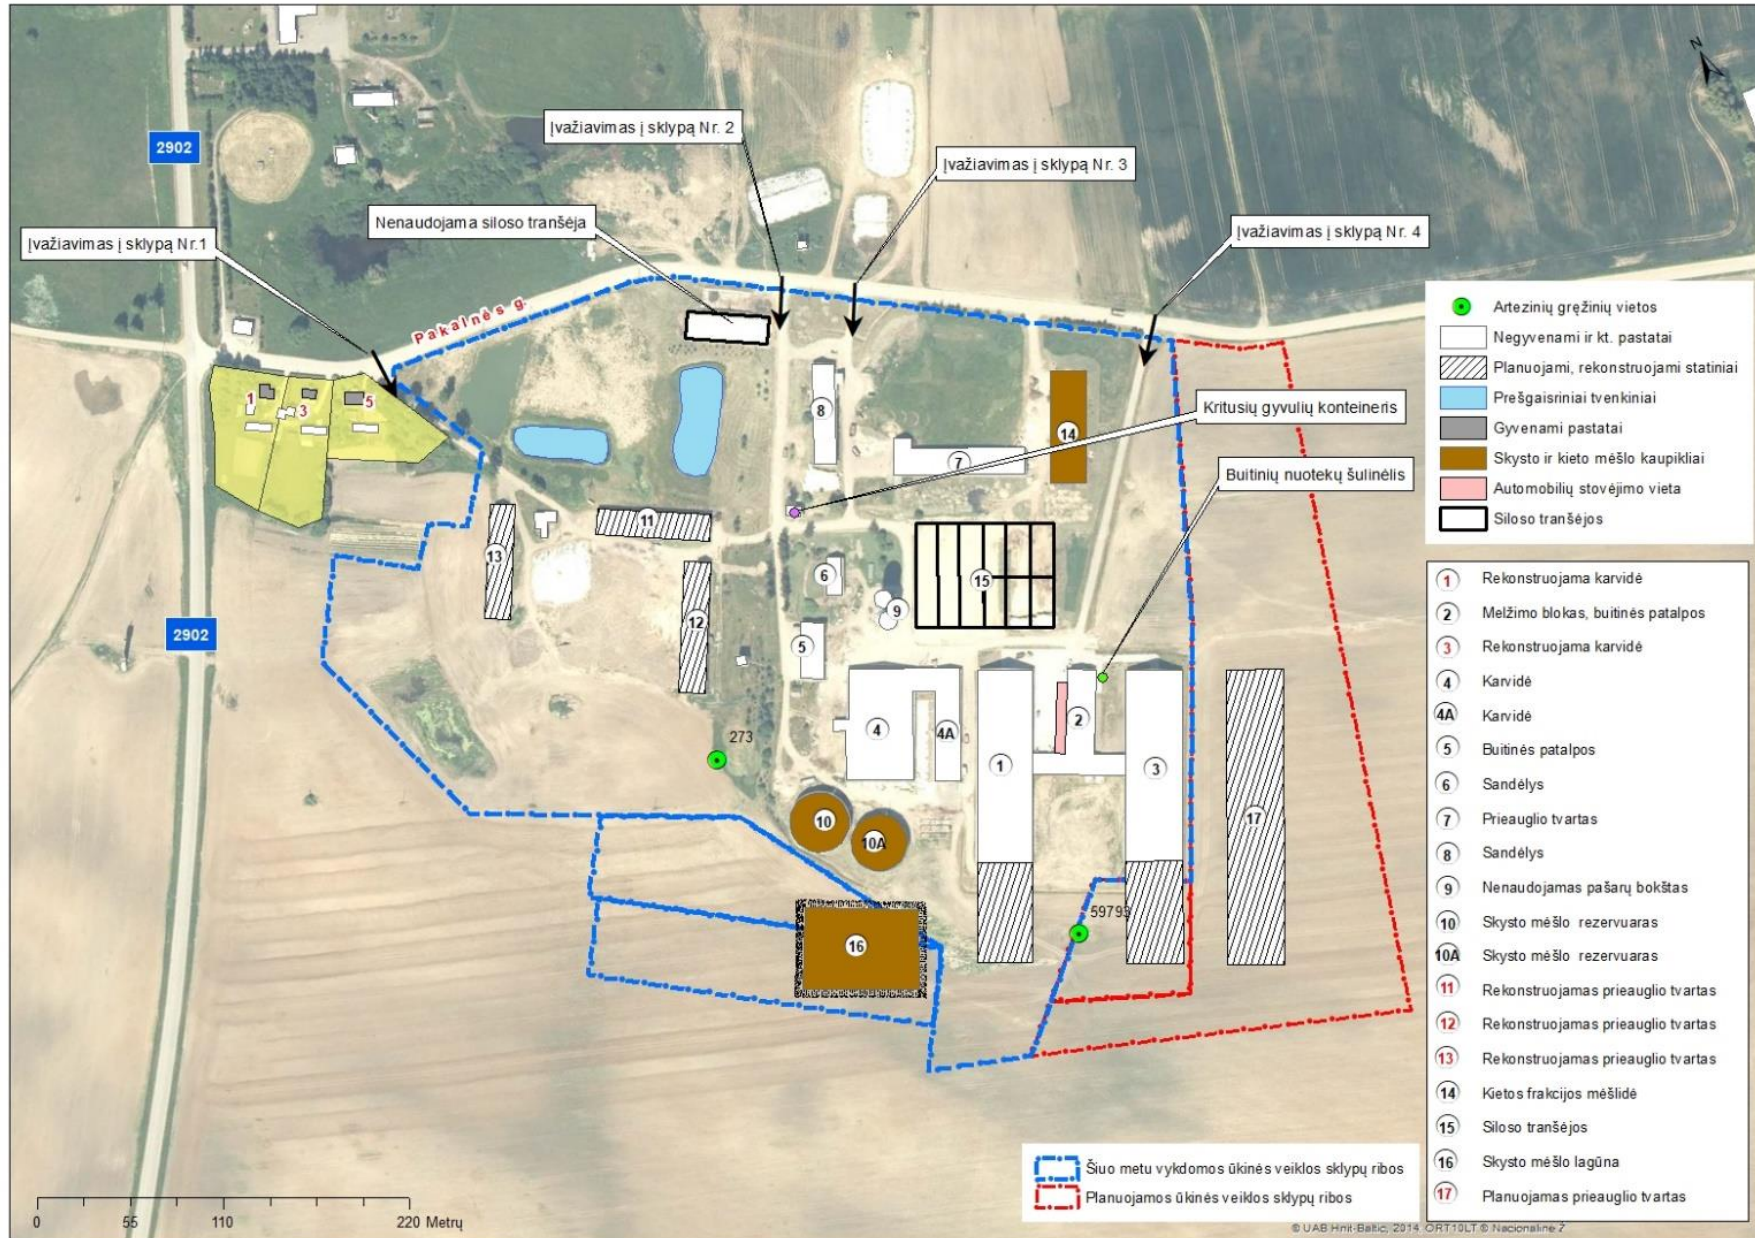 N
2902
Įvažiavimas į sklypą Nr. 2
Įvažiavimas į sklypą Nr. 3
Nenaudojama siloso tranšėja
Įvažiavimas į sklypą Nr.1
Įvažiavimas į sklypą Nr. 4
Pakalnės g.
1
3
5
8
7
14
Kritusių gyvulių konteineris
Buitinių nuotekų šulinėlis
11
13
12
6
9
15
5
2902
4
4A
2
1
3
273
10
10A
17
59793
16
Artezinių gręžinių vietos
Negyvenami ir kt. pastatai
Planuojami, rekonstruojami statiniai
Prešgaisriniai tvenkiniai
Gyvenami pastatai
Skysto ir kieto mėšlo kaupikliai
Automobilių stovėjimo vieta
Siloso tranšėjos
1 Rekonstruojama karvidė
2 Melžimo blokas, buitinės patalpos
3 Rekonstruojama karvidė
4 Karvidė
4A Karvidė
5 Buitinės patalpos
6 Sandėlys
7 Prieauglio tvartas
8 Sandėlys
9 Nenaudojamas pašarų bokštas
10 Skysto mėšlo rezervuaras
10A Skysto mėšlo rezervuaras
11 Rekonstruojamas prieauglio tvartas
12 Rekonstruojamas prieauglio tvartas
13 Rekonstruojamas prieauglio tvartas
14 Kietos frakcijos mėšlidė
15 Siloso tranšėjos
16 Skysto mėšlo lagūna
17 Planuojamas prieauglio tvartas
Šiuo metu vykdomos ūkinės veiklos sklypų ribos
Planuojamos ūkinės veiklos sklypų ribos
0 55 110 220 Metrų
© UAB Hnit-Baltic, 2014, ORT10LT © Nacionalinė Ž